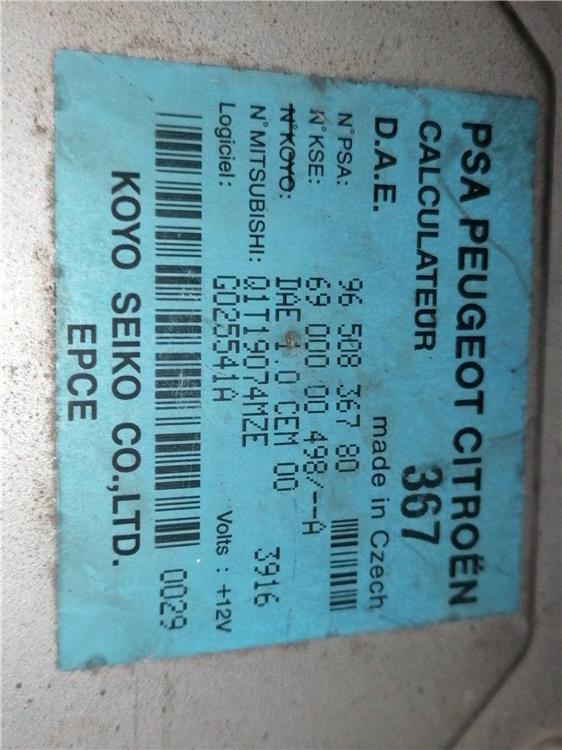 PSA PEUGEOT CITROËN
CALCULATEUR 367
D.A.E. made in Czech
N°PSA: 96 508 367 80
N°KSE: 69 000 00 498/--A
N°KOYO: DAE 1.0 CEM 00
N°MITSUBISHI: Q1T19074MZE 3916
Logiciel: G025541A Volts : +12V
0029
KOYO SEIKO CO.,LTD.
EPCE